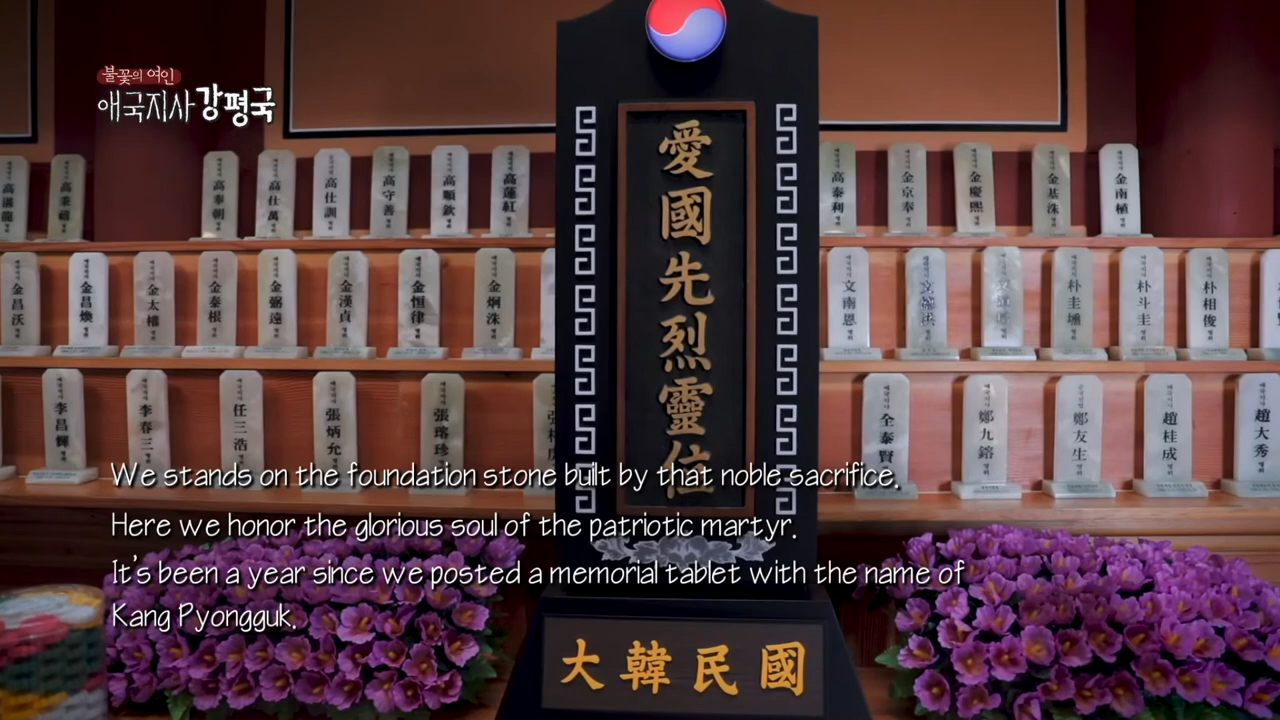 불꽃의 여인
애국지사 강평국
愛國先烈靈位
高奉朝
高仕萬
高仕訓
高守善
高順欽
高蓮紅
高泰利
金京奉
金慶熙
金基洙
金南植
金昌沃
金昌煥
金太權
金泰根
金弼遠
金漢貞
金恒律
金炯洙
文南恩
朴圭壎
朴斗圭
朴相俊
李昌輝
李春三
任三浩
張炳允
張瑢珍
全泰賢
鄭九鎔
鄭友生
趙桂成
趙大秀
We stands on the foundation stone built by that noble sacrifice.
Here we honor the glorious soul of the patriotic martyr.
It's been a year since we posted a memorial tablet with the name of
Kang Pyongguk.
大韓民國